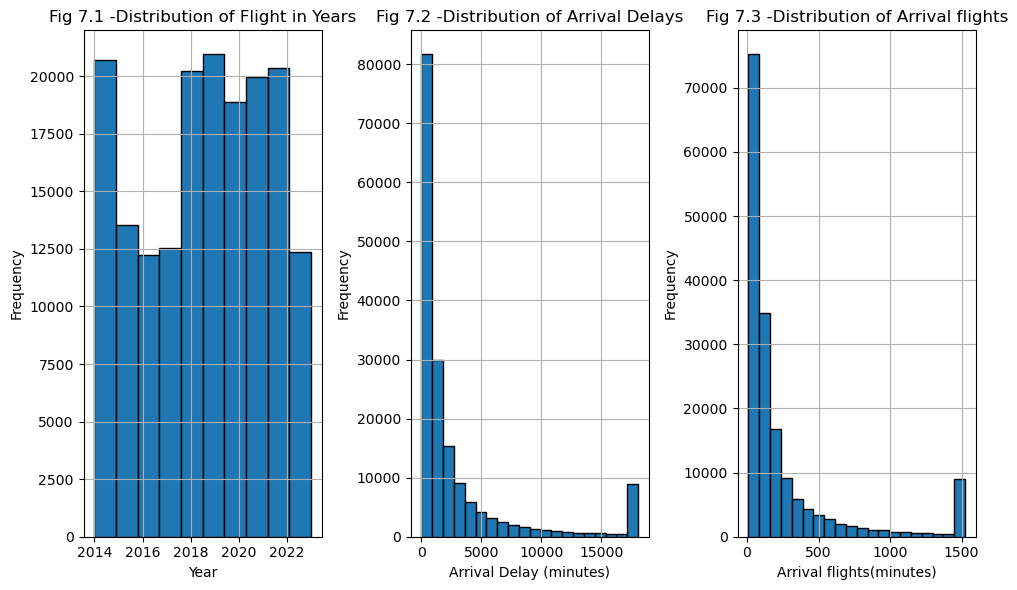 Fig 7.1 -Distribution of Flight in Years
20000
17500
15000
12500
10000
7500
5000
2500
0
Frequency
2014 2016 2018 2020 2022
Year
Fig 7.2 -Distribution of Arrival Delays
80000
70000
60000
50000
40000
30000
20000
10000
0
Frequency
0 5000 10000 15000
Arrival Delay (minutes)
Fig 7.3 -Distribution of Arrival flights
70000
60000
50000
40000
30000
20000
10000
0
Frequency
0 500 1000 1500
Arrival flights(minutes)